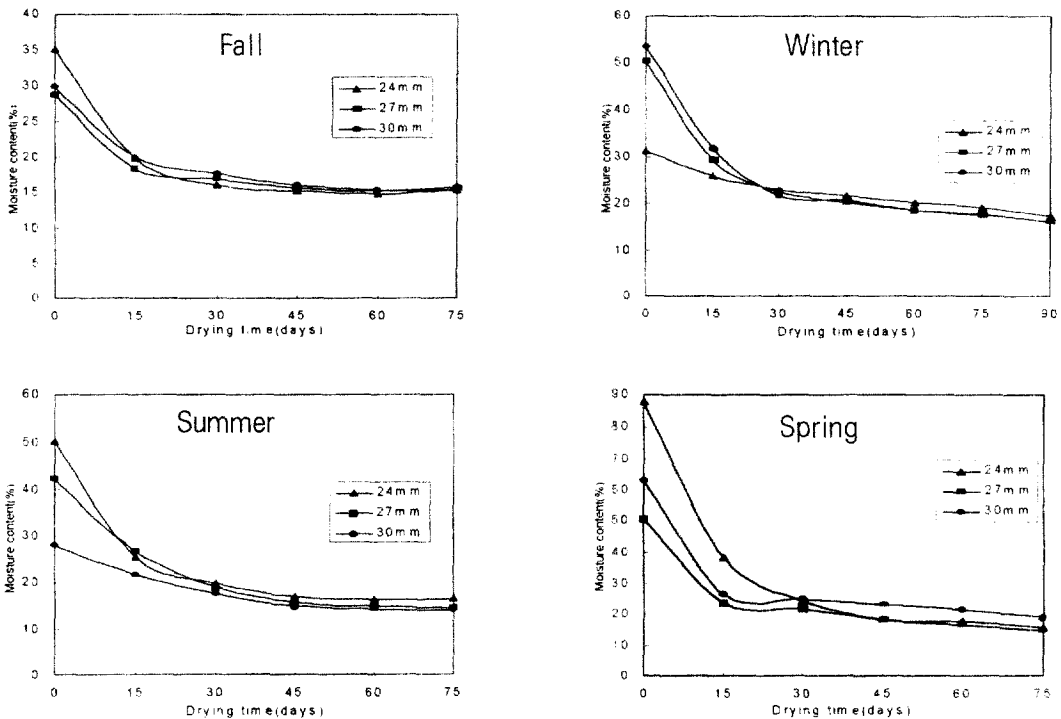 Fall
Moisture content(%)
35
30
25
20
15
10
5
0
40
24mm
27mm
30mm
0 15 30 45 60 75
Drying time(days)
Winter
Moisture content(%)
60
50
40
30
20
10
0
24mm
27mm
30mm
0 15 30 45 60 75 90
Drying time(days)
Summer
Moisture content(%)
60
50
40
30
20
10
0
24mm
27mm
30mm
0 15 30 45 60 75
Drying time(days)
Spring
Moisture content(%)
90
80
70
60
50
40
30
20
10
0
24mm
27mm
30mm
0 15 30 45 60 75
Drying time(days)